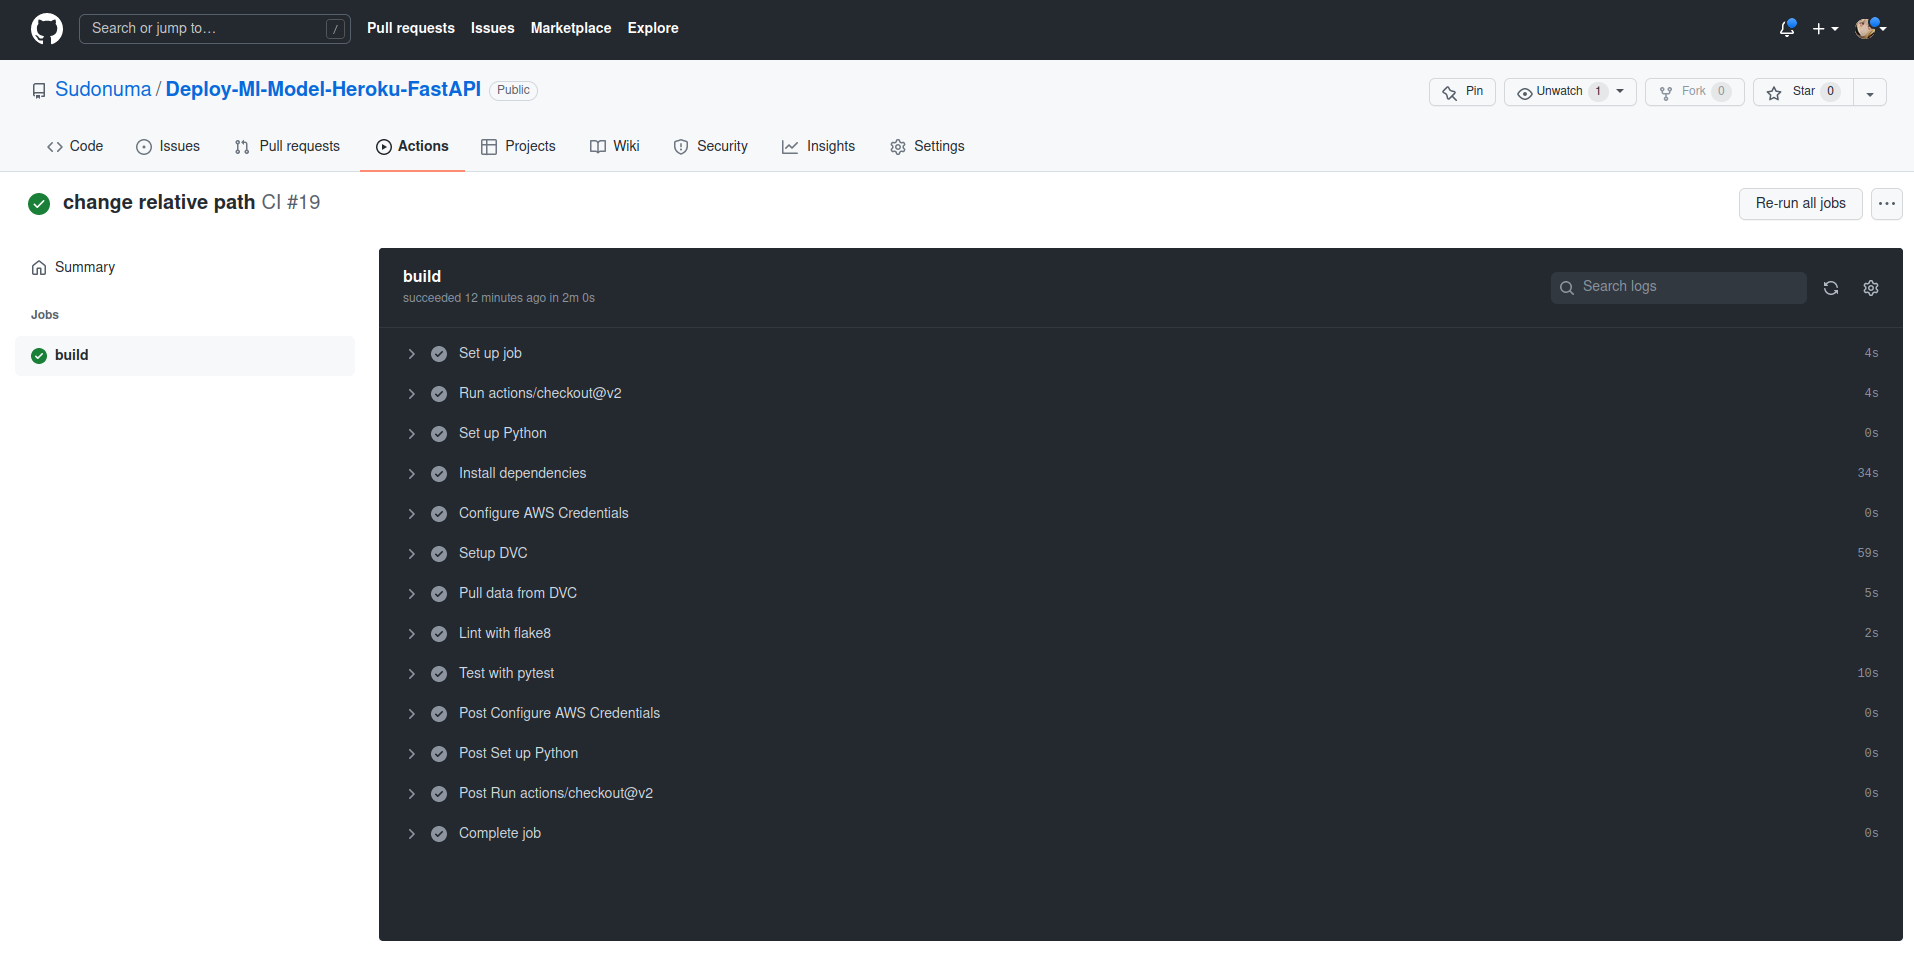 Search or jump to… / Pull requests Issues Marketplace Explore
Sudonuma / Deploy-Ml-Model-Heroku-FastAPI Public Pin Unwatch 1 Fork 0 Star 0
Code Issues Pull requests Actions Projects Wiki Security Insights Settings
change relative path CI #19 Re-run all jobs
Summary
Jobs
build
build
succeeded 12 minutes ago in 2m 0s
Search logs
Set up job 4s
Run actions/checkout@v2 4s
Set up Python 0s
Install dependencies 34s
Configure AWS Credentials 0s
Setup DVC 59s
Pull data from DVC 5s
Lint with flake8 2s
Test with pytest 10s
Post Configure AWS Credentials 0s
Post Set up Python 0s
Post Run actions/checkout@v2 0s
Complete job 0s